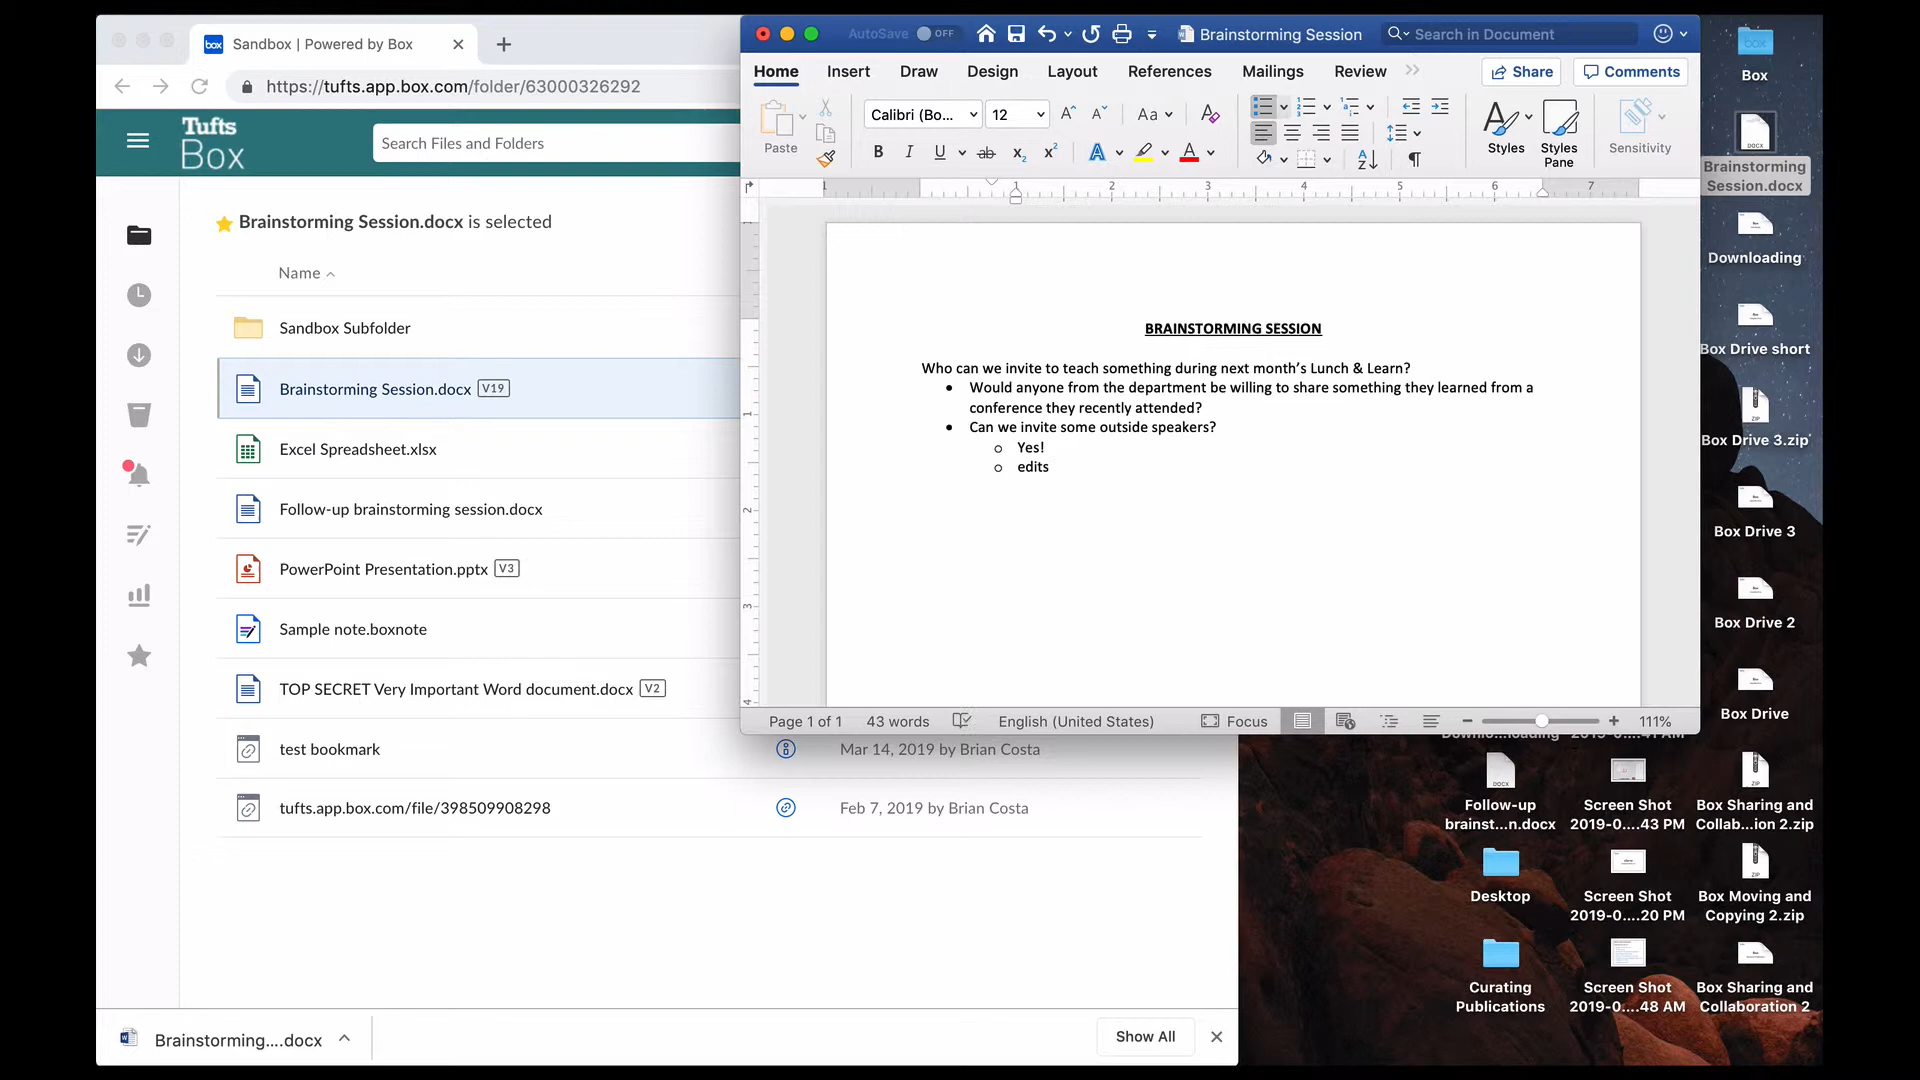 Sandbox | Powered by Box
https://tufts.app.box.com/folder/63000326292
box
Tufts
Box
Search Files and Folders
Brainstorming Session.docx is selected
Name
Sandbox Subfolder
Brainstorming Session.docx V19
Excel Spreadsheet.xlsx
Follow-up brainstorming session.docx
PowerPoint Presentation.pptx V3
Sample note.boxnote
TOP SECRET Very Important Word document.docx V2
test bookmark Mar 14, 2019 by Brian Costa
tufts.app.box.com/file/398509908298 Feb 7, 2019 by Brian Costa
Brainstorming....docx
Show All
AutoSave OFF
Brainstorming Session
Search in Document
Home Insert Draw Design Layout References Mailings Review
Share
Comments
Paste
Calibri (Bo... 12
Styles
Styles
Pane
Sensitivity
BRAINSTORMING SESSION
Who can we invite to teach something during next month’s Lunch & Learn?
• Would anyone from the department be willing to share something they learned from a
conference they recently attended?
• Can we invite some outside speakers?
o Yes!
o edits
Page 1 of 1 43 words English (United States) Focus 111%
Box
Brainstorming
Session.docx
Downloading
Box Drive short
Box Drive 3.zip
Box Drive 3
Box Drive 2
Box Drive
Follow-up
brainst...n.docx
Screen Shot
2019-0....43 PM
Box Sharing and
Collab...ion 2.zip
Desktop
Screen Shot
2019-0....20 PM
Box Moving and
Copying 2.zip
Curating
Publications
Screen Shot
2019-0....48 AM
Box Sharing and
Collaboration 2